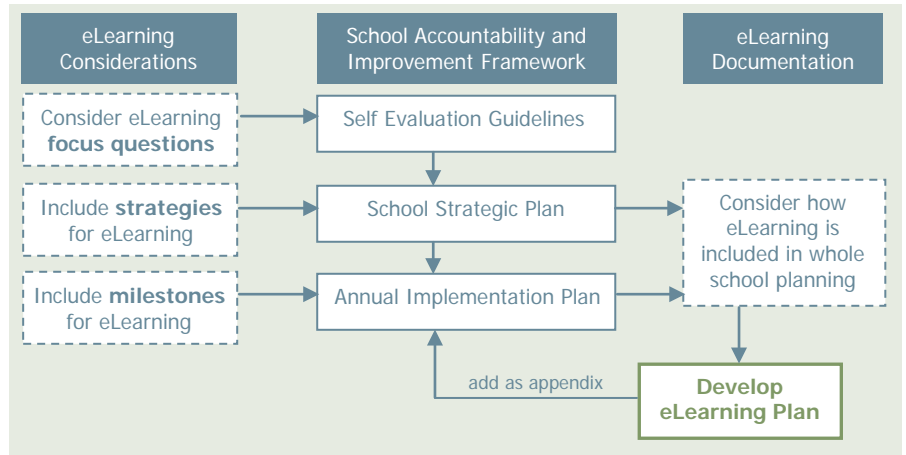 eLearning
Considerations
School Accountability and
Improvement Framework
eLearning
Documentation
Consider eLearning
focus questions
Self Evaluation Guidelines
Include strategies
for eLearning
School Strategic Plan
Consider how
eLearning is
included in whole
school planning
Include milestones
for eLearning
Annual Implementation Plan
add as appendix
Develop
eLearning Plan